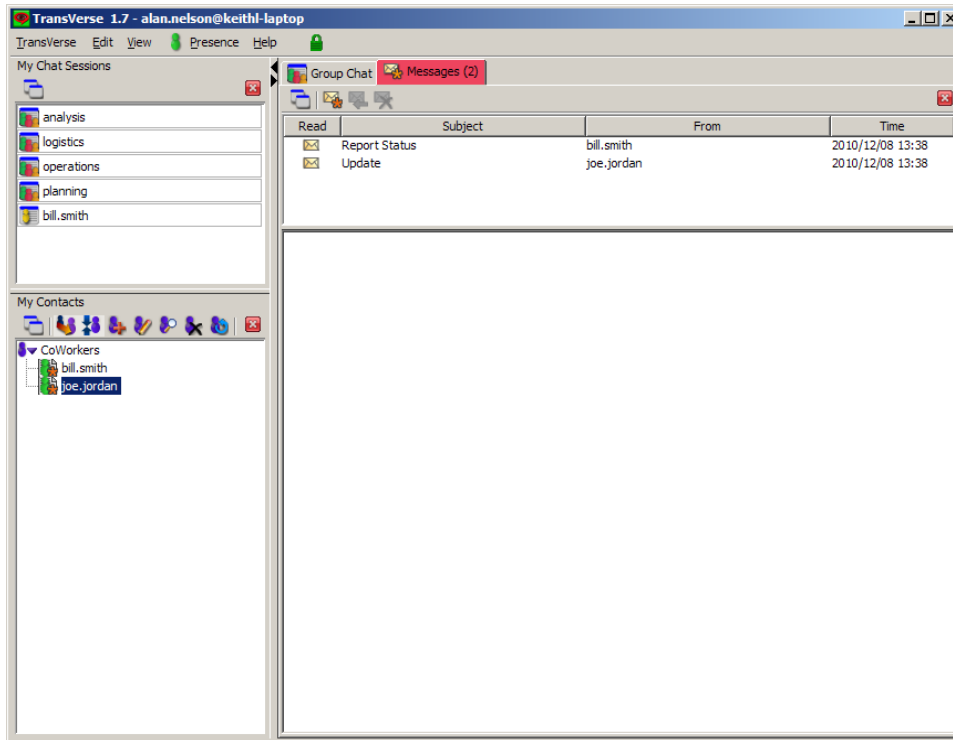 TransVerse 1.7 - alan.nelson@keithl-laptop
TransVerse Edit View Presence Help
My Chat Sessions
analysis
logistics
operations
planning
bill.smith
My Contacts
CoWorkers
bill.smith
joe.jordan
Group Chat Messages (2)
Read Subject From Time
Report Status bill.smith 2010/12/08 13:38
Update joe.jordan 2010/12/08 13:38